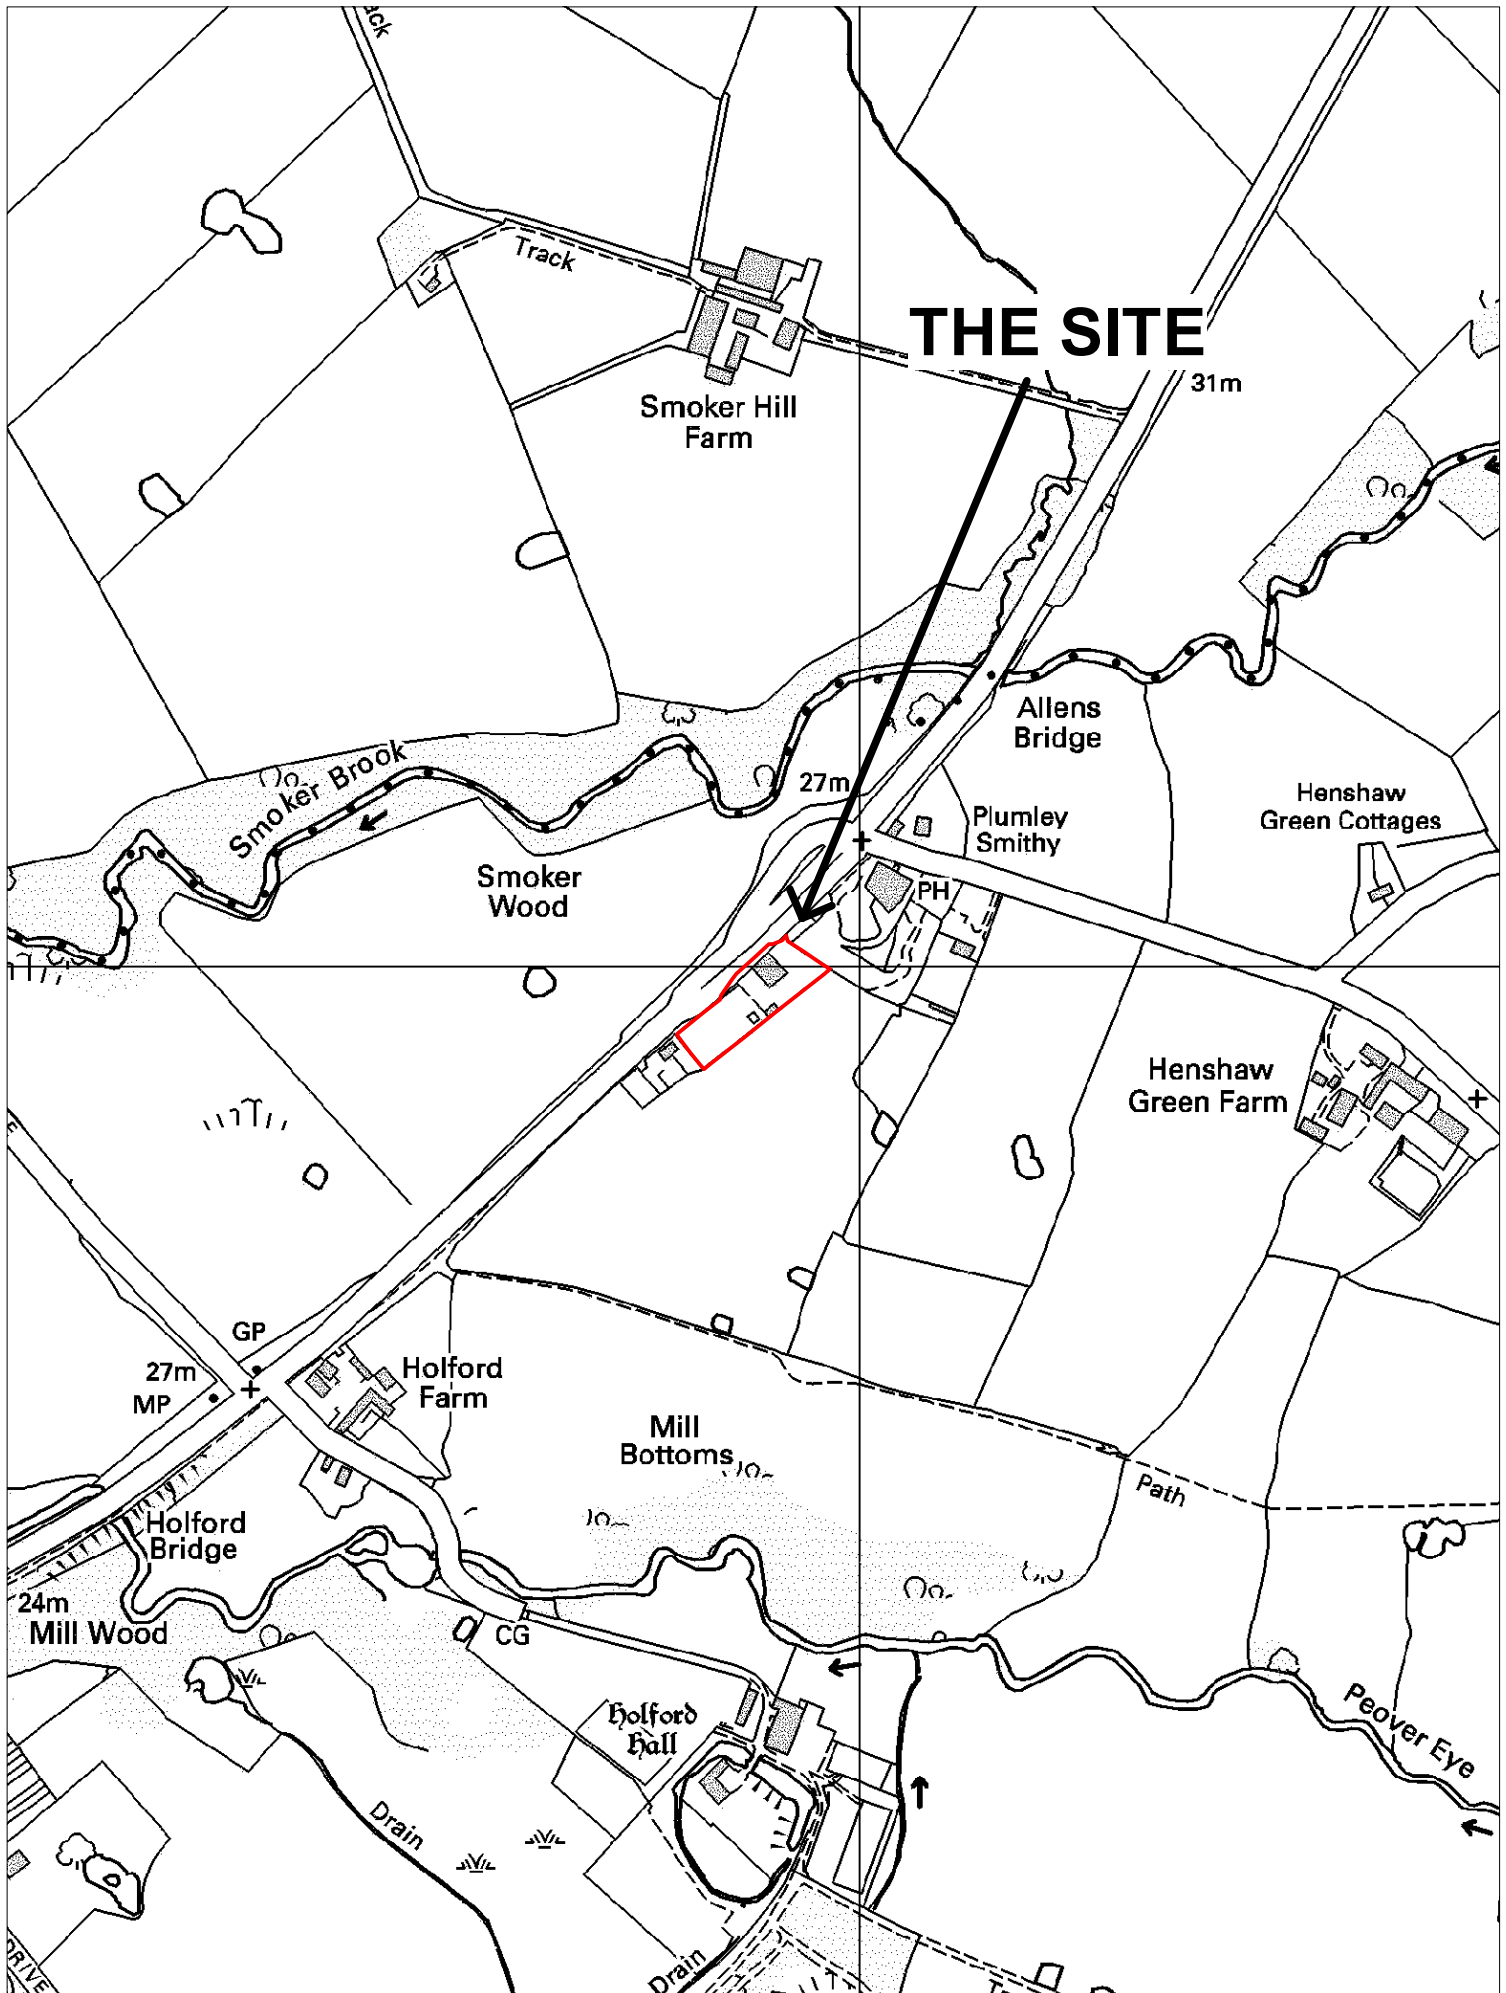 Track
THE SITE
31m
Smoker Hill
Farm
Allens
Bridge
27m
Smoker Brook
Plumley
Smithy
Henshaw
Green Cottages
Smoker
Wood
PH
Henshaw
Green Farm
GP
27m
MP
Holford
Farm
Mill
Bottoms
Path
Holford
Bridge
24m
Mill Wood
CG
Holford
Hall
Peover Eye
Drain
Drain
DRIVE